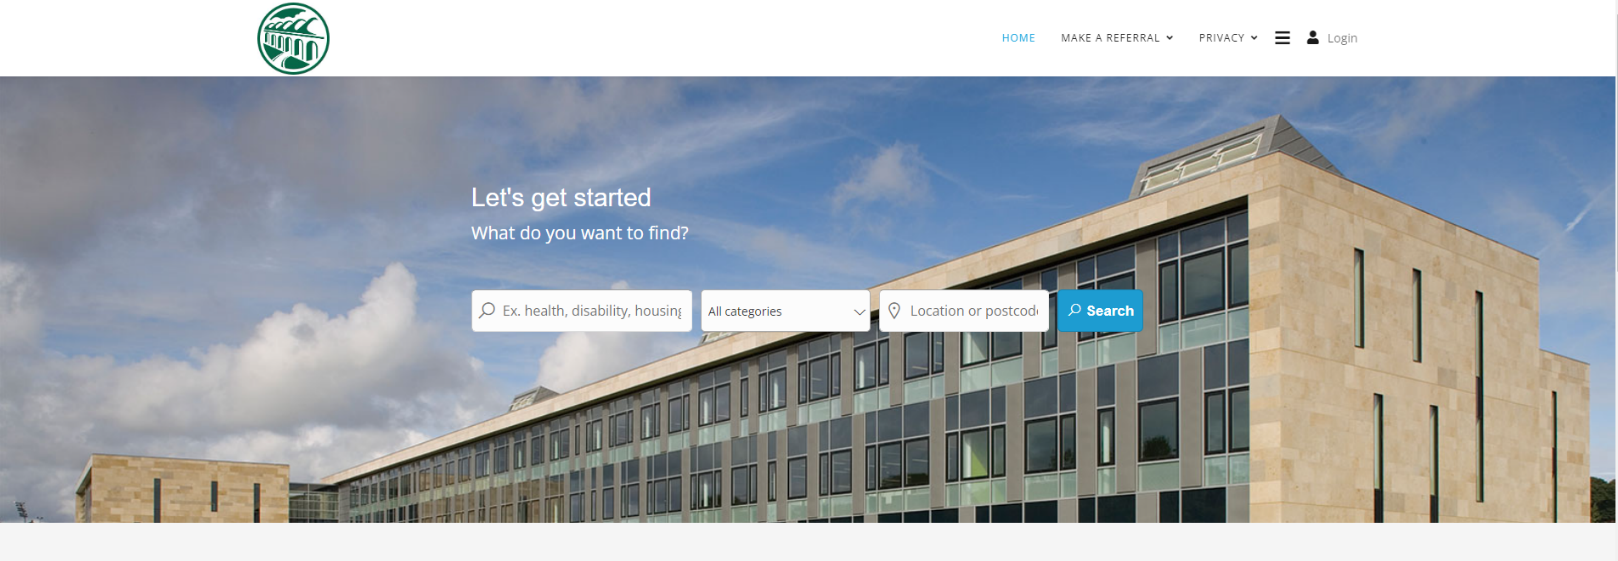 HOME MAKE A REFERRAL PRIVACY Login
Let's get started
What do you want to find?
Ex. health, disability, housing All categories Location or postcod Search